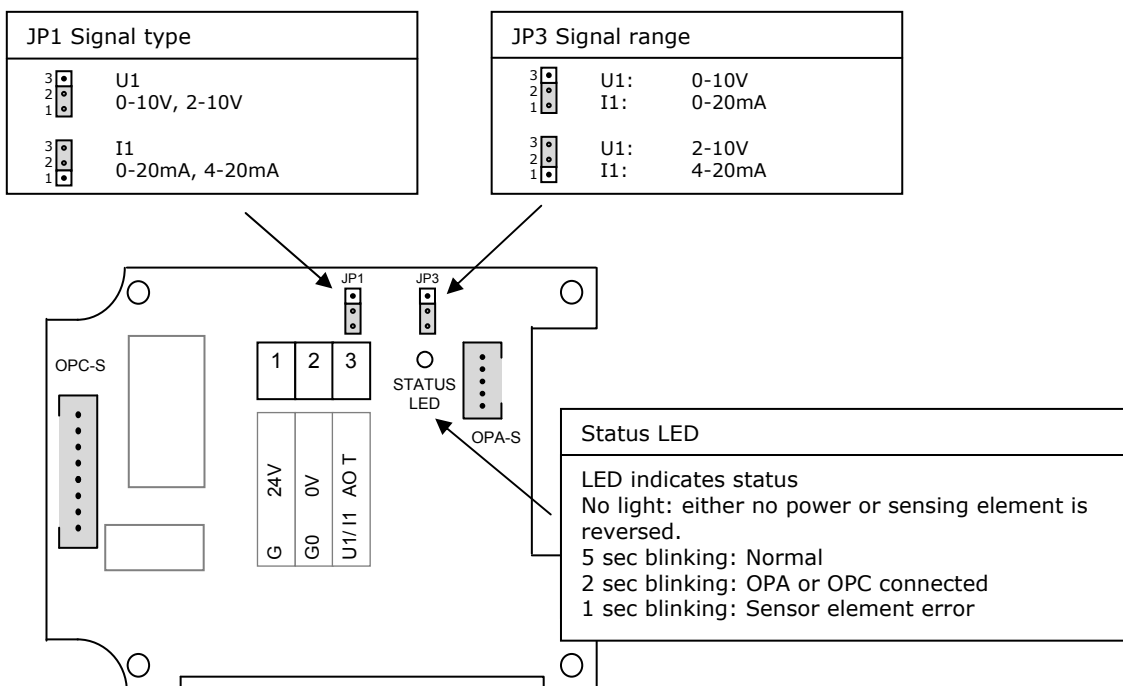 JP1 Signal type
3
2
1
U1
0-10V, 2-10V
3
2
1
I1
0-20mA, 4-20mA
JP3 Signal range
3
2
1
U1: 0-10V
I1: 0-20mA
3
2
1
U1: 2-10V
I1: 4-20mA
JP1
JP3
OPC-S
1 2 3
STATUS
LED
OPA-S
G 24V
G0 0V
U1/ I1 AO T
Status LED
LED indicates status
No light: either no power or sensing element is
reversed.
5 sec blinking: Normal
2 sec blinking: OPA or OPC connected
1 sec blinking: Sensor element error